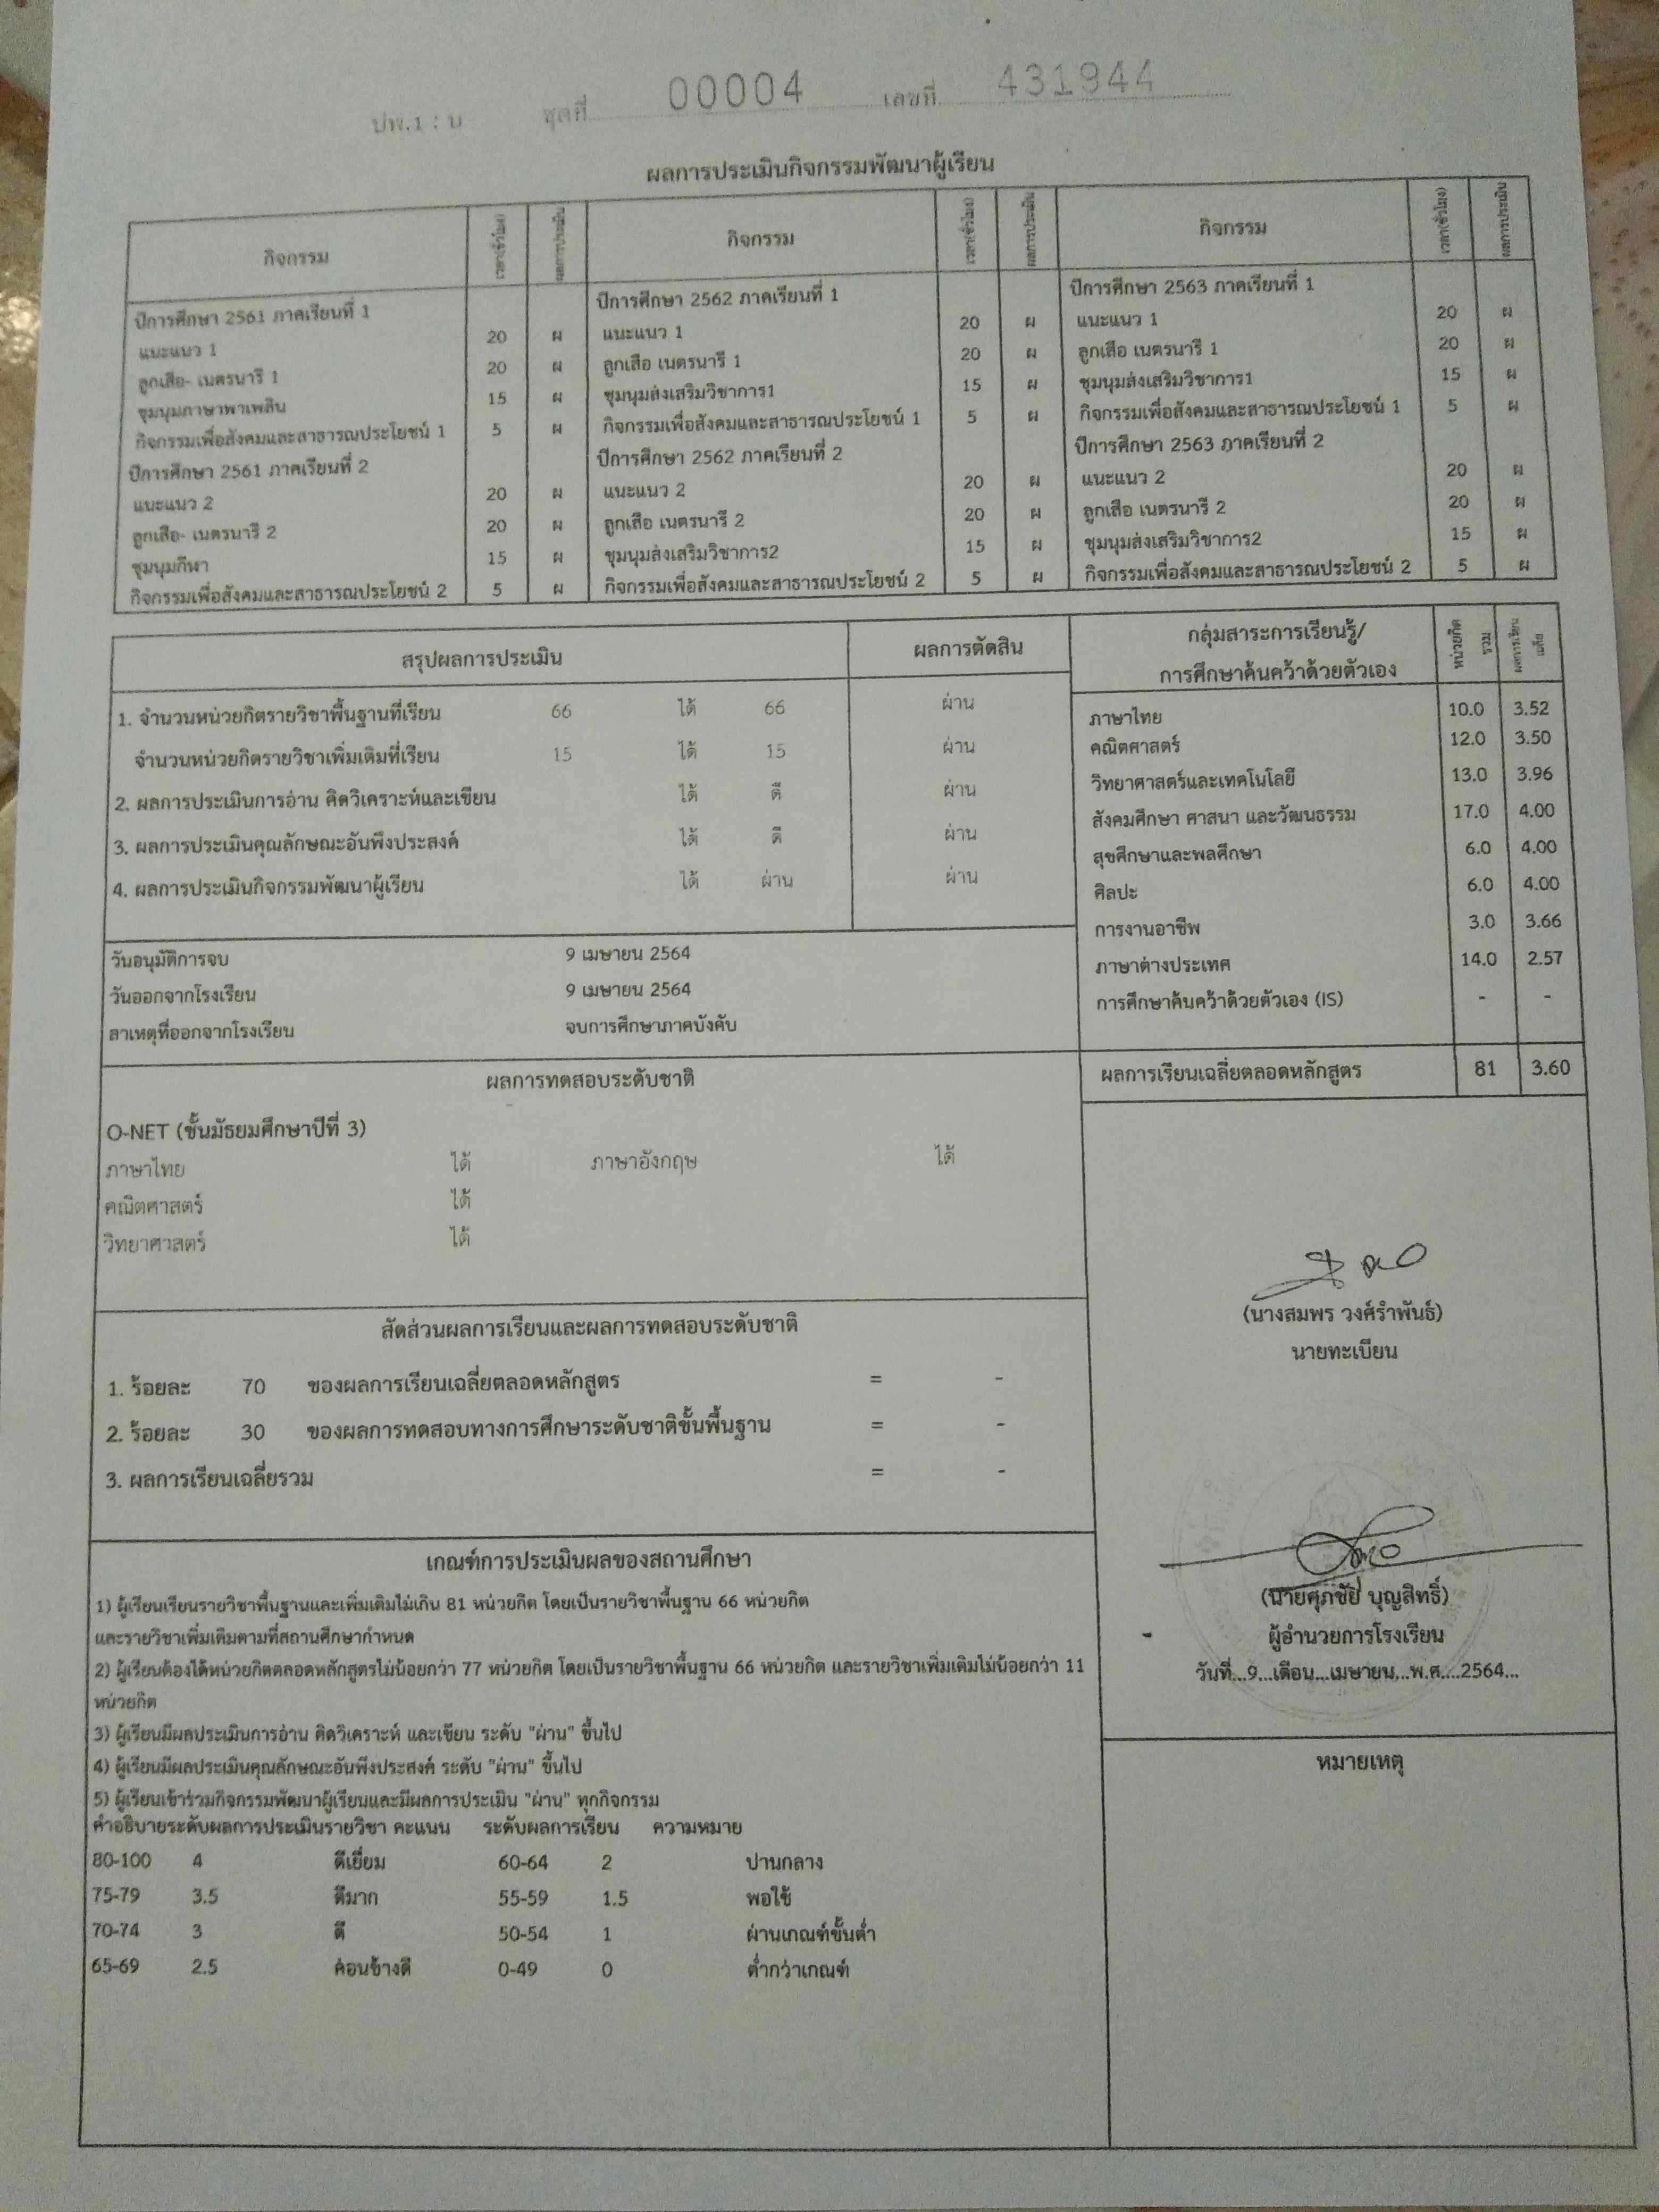 ปพ.1 : บ ชุดที่ 00004 เลขที่ 431944
ผลการประเมินกิจกรรมพัฒนาผู้เรียน
กิจกรรม เวลา(ชั่วโมง) ผลการประเมิน กิจกรรม เวลา(ชั่วโมง) ผลการประเมิน กิจกรรม เวลา(ชั่วโมง) ผลการประเมิน
ปีการศึกษา 2561 ภาคเรียนที่ 1 ปีการศึกษา 2562 ภาคเรียนที่ 1 ปีการศึกษา 2563 ภาคเรียนที่ 1
แนะแนว 1 20 ผ แนะแนว 1 20 ผ แนะแนว 1 20 ผ
ลูกเสือ- เนตรนารี 1 20 ผ ลูกเสือ เนตรนารี 1 20 ผ ลูกเสือ เนตรนารี 1 20 ผ
ชุมนุมภาษาพาเพลิน 15 ผ ชุมนุมส่งเสริมวิชาการ1 15 ผ ชุมนุมส่งเสริมวิชาการ1 15 ผ
กิจกรรมเพื่อสังคมและสาธารณประโยชน์ 1 5 ผ กิจกรรมเพื่อสังคมและสาธารณประโยชน์ 1 5 ผ กิจกรรมเพื่อสังคมและสาธารณประโยชน์ 1 5 ผ
ปีการศึกษา 2561 ภาคเรียนที่ 2 ปีการศึกษา 2562 ภาคเรียนที่ 2 ปีการศึกษา 2563 ภาคเรียนที่ 2
แนะแนว 2 20 ผ แนะแนว 2 20 ผ แนะแนว 2 20 ผ
ลูกเสือ- เนตรนารี 2 20 ผ ลูกเสือ เนตรนารี 2 20 ผ ลูกเสือ เนตรนารี 2 20 ผ
ชุมนุมกีฬา 15 ผ ชุมนุมส่งเสริมวิชาการ2 15 ผ ชุมนุมส่งเสริมวิชาการ2 15 ผ
กิจกรรมเพื่อสังคมและสาธารณประโยชน์ 2 5 ผ กิจกรรมเพื่อสังคมและสาธารณประโยชน์ 2 5 ผ กิจกรรมเพื่อสังคมและสาธารณประโยชน์ 2 5 ผ
สรุปผลการประเมิน ผลการตัดสิน
1. จำนวนหน่วยกิตรายวิชาพื้นฐานที่เรียน 66 ได้ 66 ผ่าน
จำนวนหน่วยกิตรายวิชาเพิ่มเติมที่เรียน 15 ได้ 15 ผ่าน
2. ผลการประเมินการอ่าน คิดวิเคราะห์และเขียน ได้ ดี ผ่าน
3. ผลการประเมินคุณลักษณะอันพึงประสงค์ ได้ ดี ผ่าน
4. ผลการประเมินกิจกรรมพัฒนาผู้เรียน ได้ ผ่าน ผ่าน
วันอนุมัติการจบ 9 เมษายน 2564
วันออกจากโรงเรียน 9 เมษายน 2564
สาเหตุที่ออกจากโรงเรียน จบการศึกษาภาคบังคับ
กลุ่มสาระการเรียนรู้/
การศึกษาค้นคว้าด้วยตัวเอง หน่วยกิตรวม ผลการเรียนเฉลี่ย
ภาษาไทย 10.0 3.52
คณิตศาสตร์ 12.0 3.50
วิทยาศาสตร์และเทคโนโลยี 13.0 3.96
สังคมศึกษา ศาสนา และวัฒนธรรม 17.0 4.00
สุขศึกษาและพลศึกษา 6.0 4.00
ศิลปะ 6.0 4.00
การงานอาชีพ 3.0 3.66
ภาษาต่างประเทศ 14.0 2.57
การศึกษาค้นคว้าด้วยตัวเอง (IS) - -
ผลการเรียนเฉลี่ยตลอดหลักสูตร 81 3.60
ผลการทดสอบระดับชาติ
O-NET (ชั้นมัธยมศึกษาปีที่ 3)
ภาษาไทย ได้ ภาษาอังกฤษ ได้
คณิตศาสตร์ ได้
วิทยาศาสตร์ ได้
สัดส่วนผลการเรียนและผลการทดสอบระดับชาติ
1. ร้อยละ 70 ของผลการเรียนเฉลี่ยตลอดหลักสูตร = -
2. ร้อยละ 30 ของผลการทดสอบทางการศึกษาระดับชาติขั้นพื้นฐาน = -
3. ผลการเรียนเฉลี่ยรวม = -
เกณฑ์การประเมินผลของสถานศึกษา
1) ผู้เรียนเรียนรายวิชาพื้นฐานและเพิ่มเติมไม่เกิน 81 หน่วยกิต โดยเป็นรายวิชาพื้นฐาน 66 หน่วยกิต
และรายวิชาเพิ่มเติมตามที่สถานศึกษากำหนด
2) ผู้เรียนต้องได้หน่วยกิตตลอดหลักสูตรไม่น้อยกว่า 77 หน่วยกิต โดยเป็นรายวิชาพื้นฐาน 66 หน่วยกิต และรายวิชาเพิ่มเติมไม่น้อยกว่า 11
หน่วยกิต
3) ผู้เรียนมีผลประเมินการอ่าน คิดวิเคราะห์ และเขียน ระดับ "ผ่าน" ขึ้นไป
4) ผู้เรียนมีผลประเมินคุณลักษณะอันพึงประสงค์ ระดับ "ผ่าน" ขึ้นไป
5) ผู้เรียนเข้าร่วมกิจกรรมพัฒนาผู้เรียนและมีผลการประเมิน "ผ่าน" ทุกกิจกรรม
คำอธิบายระดับผลการประเมินรายวิชา คะแนน ระดับผลการเรียน ความหมาย
80-100 4 ดีเยี่ยม 60-64 2 ปานกลาง
75-79 3.5 ดีมาก 55-59 1.5 พอใช้
70-74 3 ดี 50-54 1 ผ่านเกณฑ์ขั้นต่ำ
65-69 2.5 ค่อนข้างดี 0-49 0 ต่ำกว่าเกณฑ์
(นางสมพร วงศ์รำพันธ์)
นายทะเบียน
(นายศุภชัย บุญสิทธิ์)
ผู้อำนวยการโรงเรียน
วันที่...9...เดือน...เมษายน...พ.ศ....2564...
หมายเหตุ